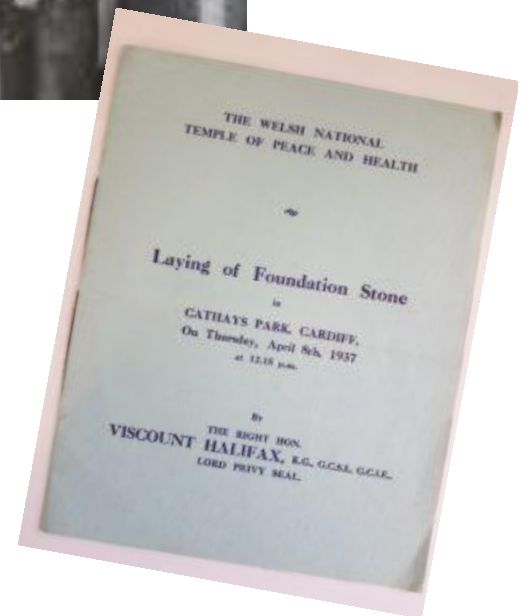 THE WELSH NATIONAL
TEMPLE OF PEACE AND HEALTH
Laying of Foundation Stone
in
CATHAYS PARK, CARDIFF,
On Thursday, April 8th, 1937
at 12.15 p.m.
By
THE RIGHT HON.
VISCOUNT HALIFAX, K.G., G.C.S.I., G.C.I.E.,
LORD PRIVY SEAL.